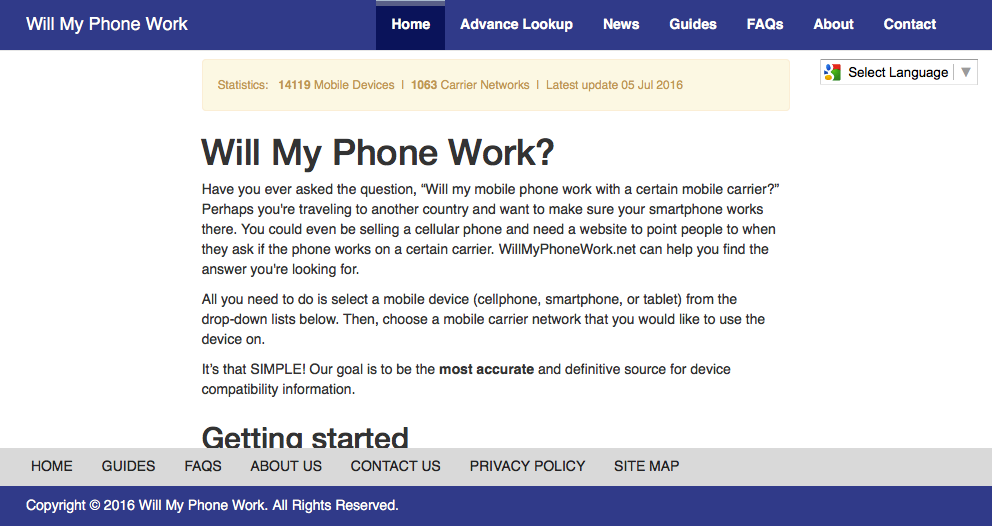 Will My Phone Work
Home Advance Lookup News Guides FAQs About Contact
Select Language ▼
Statistics: 14119 Mobile Devices | 1063 Carrier Networks | Latest update 05 Jul 2016
Will My Phone Work?
Have you ever asked the question, “Will my mobile phone work with a certain mobile carrier?”
Perhaps you're traveling to another country and want to make sure your smartphone works
there. You could even be selling a cellular phone and need a website to point people to when
they ask if the phone works on a certain carrier. WillMyPhoneWork.net can help you find the
answer you're looking for.
All you need to do is select a mobile device (cellphone, smartphone, or tablet) from the
drop-down lists below. Then, choose a mobile carrier network that you would like to use the
device on.
It’s that SIMPLE! Our goal is to be the most accurate and definitive source for device
compatibility information.
Getting started
HOME GUIDES FAQS ABOUT US CONTACT US PRIVACY POLICY SITE MAP
Copyright © 2016 Will My Phone Work. All Rights Reserved.